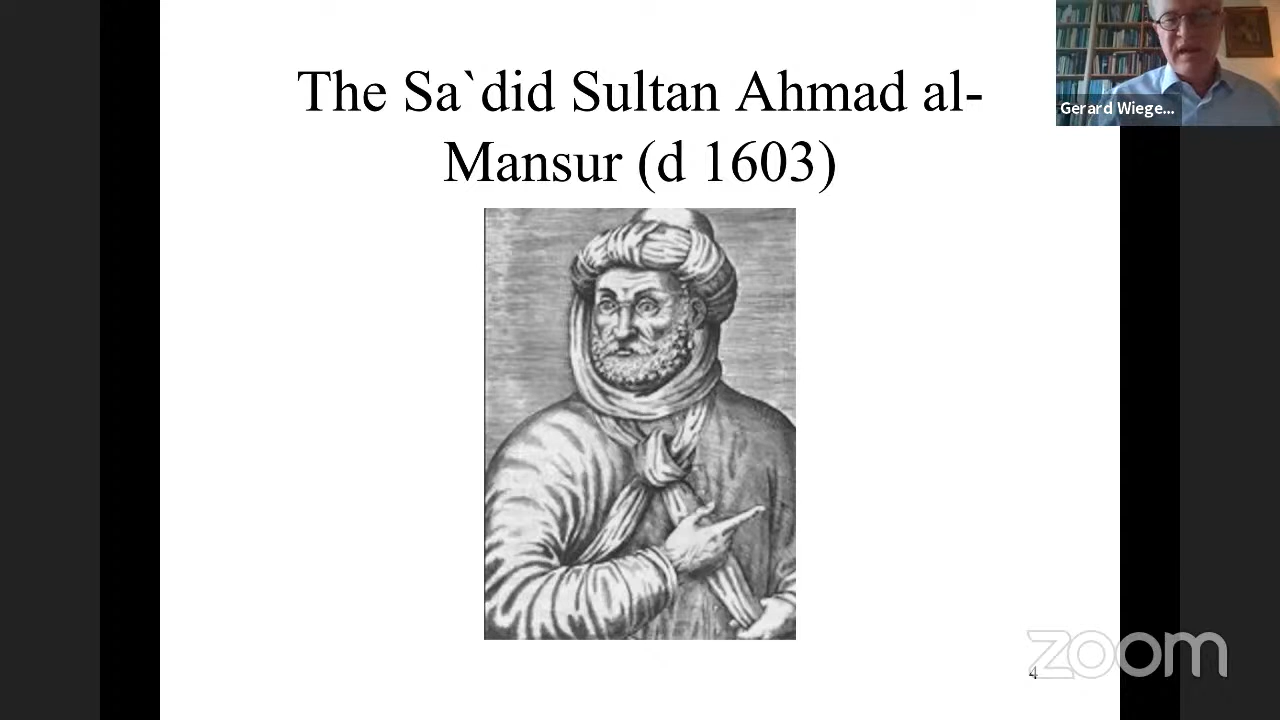 The Sa`did Sultan Ahmad al-
Mansur (d 1603)
Gerard Wiege...
zoom
4